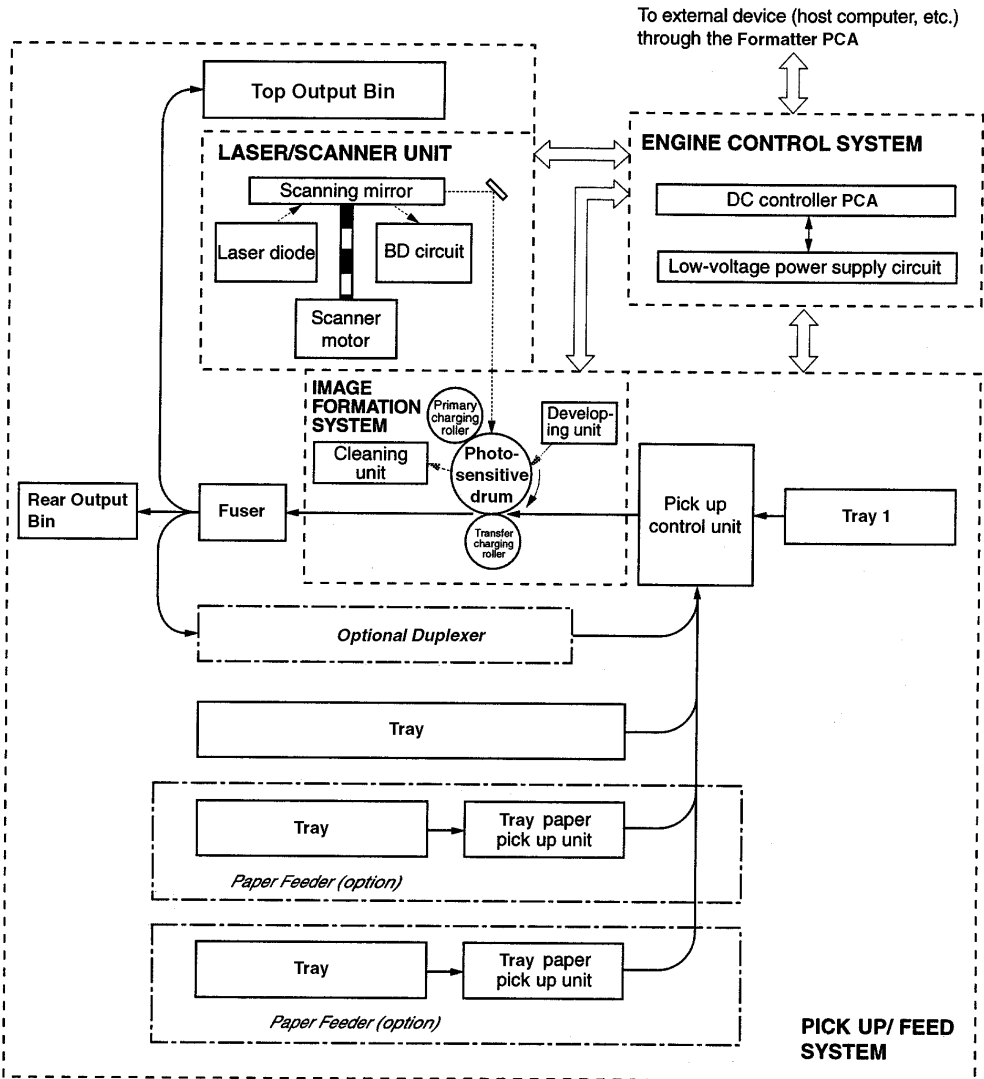 To external device (host computer, etc.)
through the Formatter PCA
Top Output Bin
LASER/SCANNER UNIT
ENGINE CONTROL SYSTEM
Scanning mirror
DC controller PCA
Laser diode
BD circuit
Low-voltage power supply circuit
Scanner
motor
IMAGE
FORMATION
SYSTEM
Primary
charging
roller
Develop-
ing unit
Cleaning
unit
Photo-
sensitive
drum
Rear Output
Bin
Fuser
Pick up
control unit
Tray 1
Transfer
charging
roller
Optional Duplexer
Tray
Tray
Tray paper
pick up unit
Paper Feeder (option)
Tray
Tray paper
pick up unit
Paper Feeder (option)
PICK UP/ FEED
SYSTEM